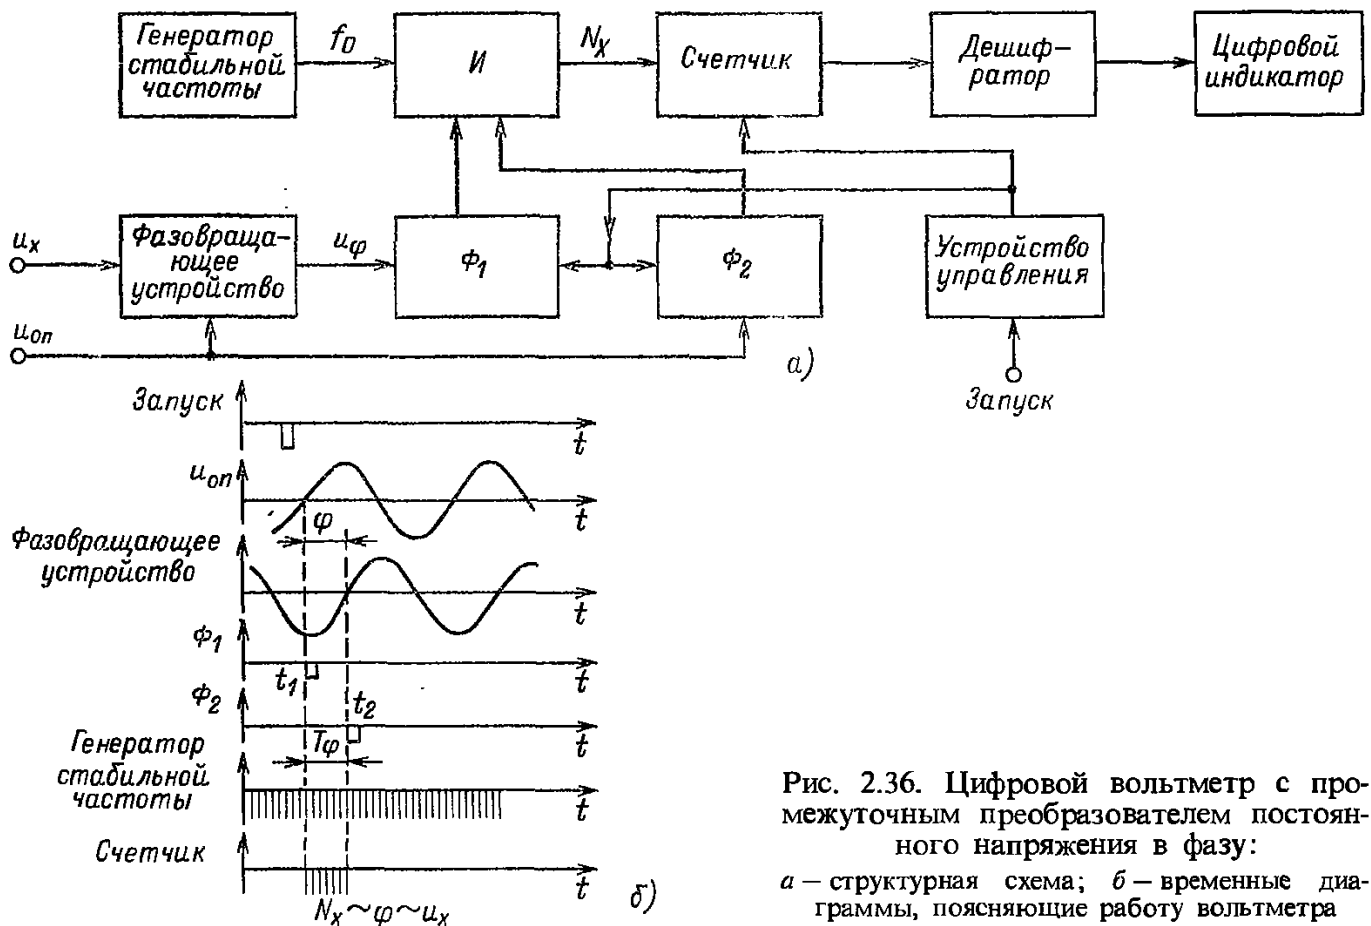 Генератор
стабильной
частоты
f₀
И
Nₓ
Счетчик
Дешиф-
ратор
Цифровой
индикатор
uₓ
Фазовраща-
ющее
устройство
uφ
Ф₁
Ф₂
Устройство
управления
uоп
а)
Запуск
Запуск
t
uоп
t
φ
Фазовращающее
устройство
t
Ф₁
t₁
t
Ф₂
t₂
t
Генератор
стабильной
частоты
Tφ
t
Счетчик
t
Nₓ~φ~uₓ
б)
Рис. 2.36. Цифровой вольтметр с про-
межуточным преобразователем постоян-
ного напряжения в фазу:
а — структурная схема; б — временные диа-
граммы, поясняющие работу вольтметра